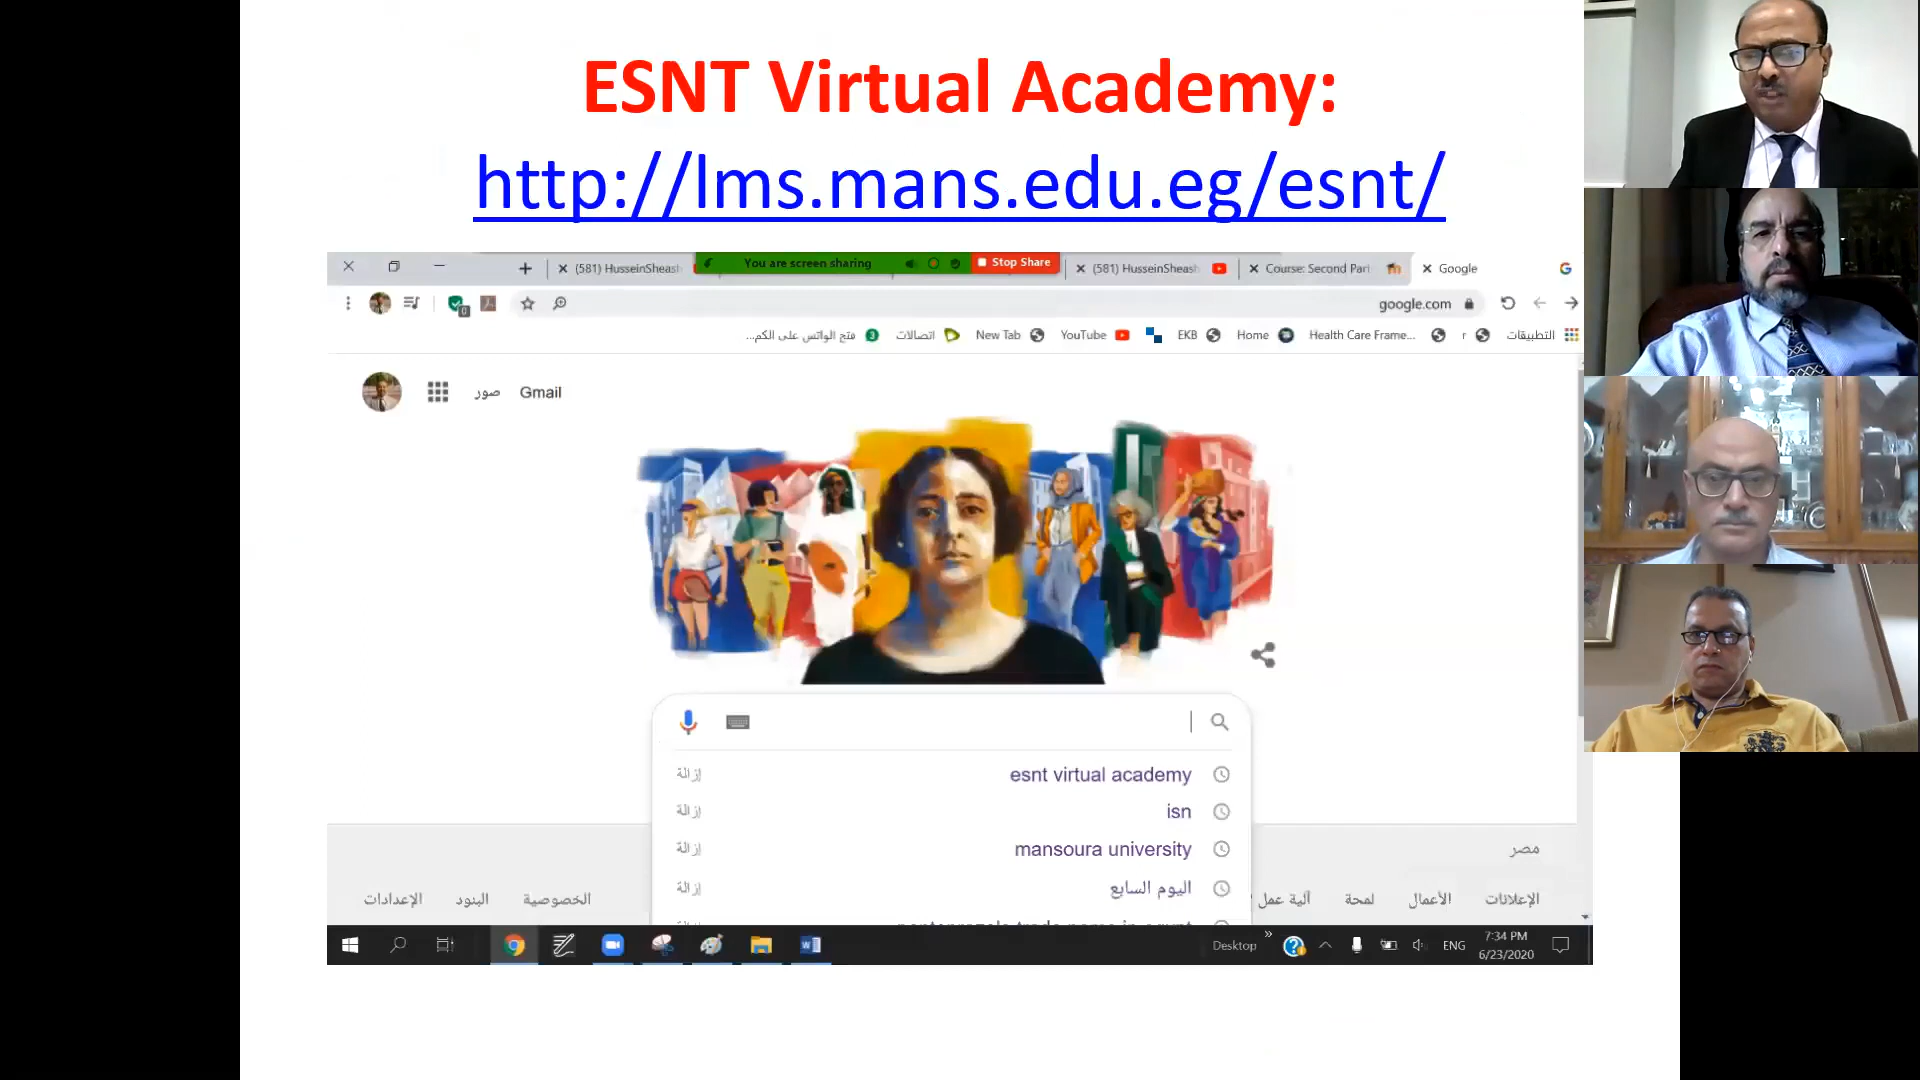 ESNT Virtual Academy:
http://lms.mans.edu.eg/esnt/
(581) HusseinSheash
You are screen sharing
Stop Share
(581) HusseinSheash
Course: Second Part
Google
google.com
فتح الواتس على الكم...
اتصالات
New Tab
YouTube
EKB
Home
Health Care Frame...
r
التطبيقات
صور
Gmail
esnt virtual academy
إزالة
isn
إزالة
mansoura university
إزالة
اليوم السابع
إزالة
مصر
الإعلانات
الأعمال
لمحة
آلية عمل
الخصوصية
البنود
الإعدادات
Desktop
ENG
7:34 PM
6/23/2020